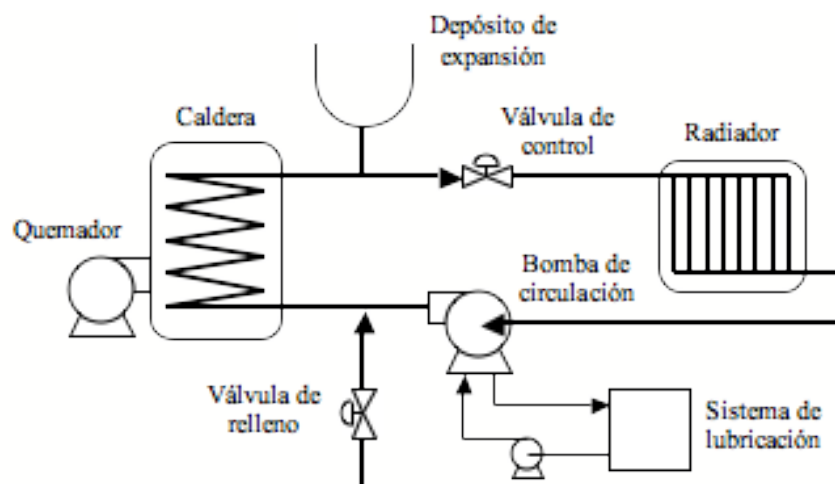 Depósito de
expansión
Caldera
Válvula de
control
Radiador
Quemador
Bomba de
circulación
Válvula de
relleno
Sistema de
lubricación